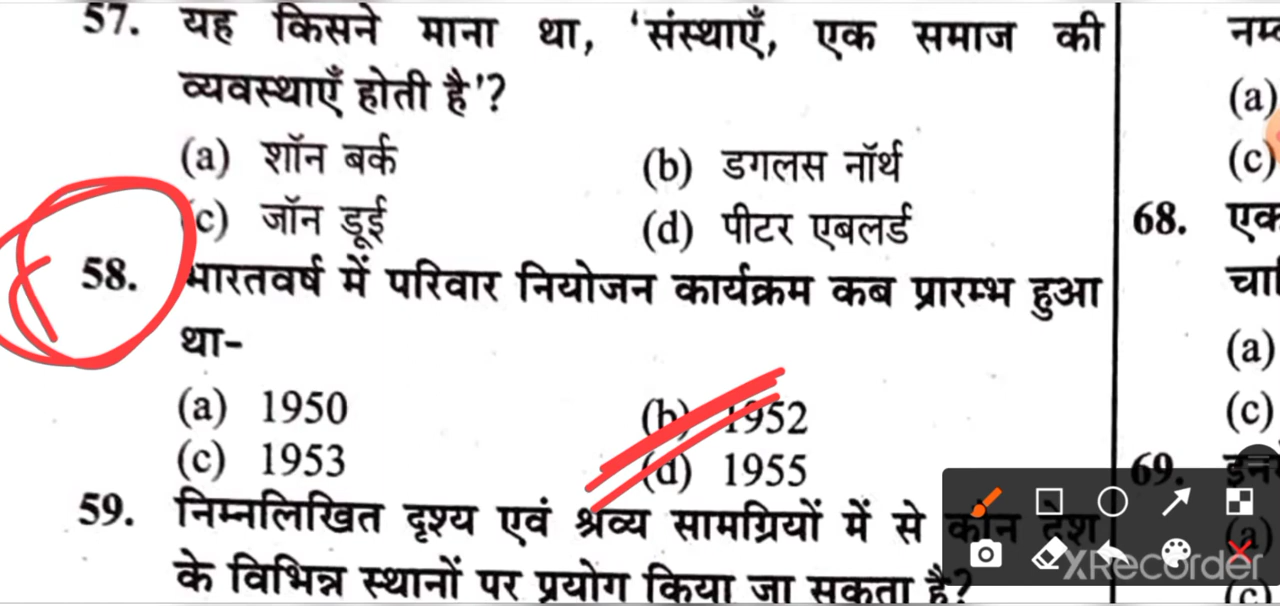 57. यह किसने माना था, 'संस्थाएँ, एक समाज की
व्यवस्थाएँ होती है'?
(a) शॉन बर्क (b) डगलस नॉर्थ
(c) जॉन डूई (d) पीटर एबलर्ड
58. भारतवर्ष में परिवार नियोजन कार्यक्रम कब प्रारम्भ हुआ
था-
(a) 1950 (b) 1952
(c) 1953 (d) 1955
59. निम्नलिखित दृश्य एवं श्रव्य सामग्रियों में से कौन देश
के विभिन्न स्थानों पर प्रयोग किया जा सकता है?
(a)
(c)
68. एक
(a)
(c)
69.
(a)
(c)
XRecorder